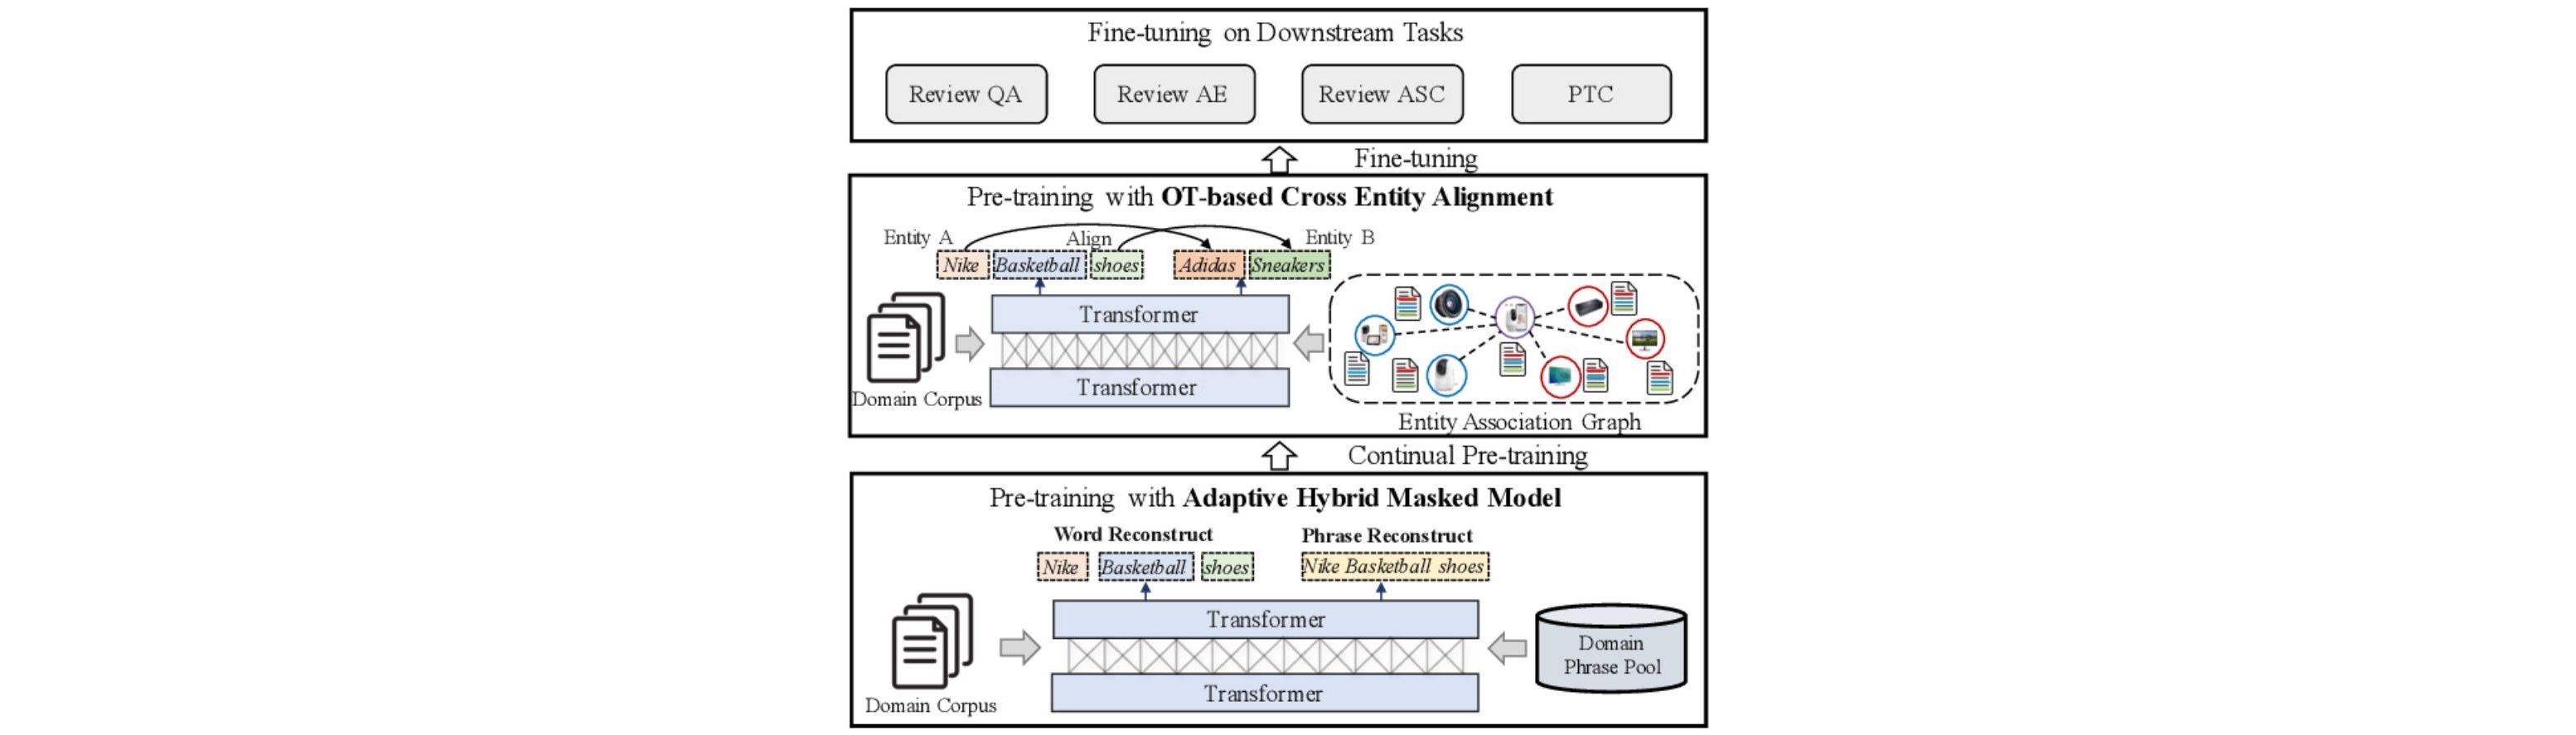 Fine-tuning on Downstream Tasks
Review QA
Review AE
Review ASC
PTC
Fine-tuning
Pre-training with OT-based Cross Entity Alignment
Entity A
Align
Entity B
Nike
Basketball
shoes
Adidas
Sneakers
Transformer
Transformer
Domain Corpus
Entity Association Graph
Continual Pre-training
Pre-training with Adaptive Hybrid Masked Model
Word Reconstruct
Phrase Reconstruct
Nike
Basketball
shoes
Nike Basketball shoes
Transformer
Domain
Phrase Pool
Transformer
Domain Corpus